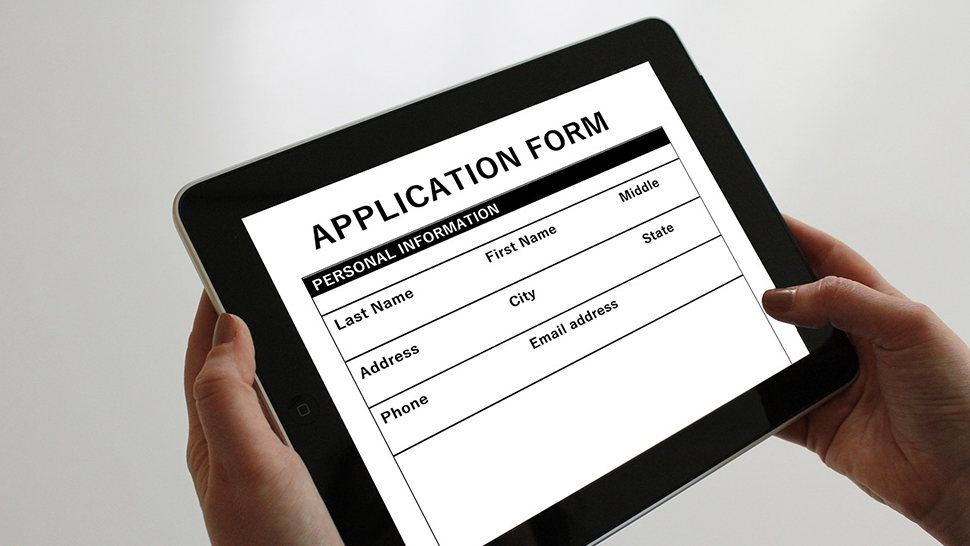 APPLICATION FORM
PERSONAL INFORMATION
Last Name First Name Middle
Address City State
Phone Email address